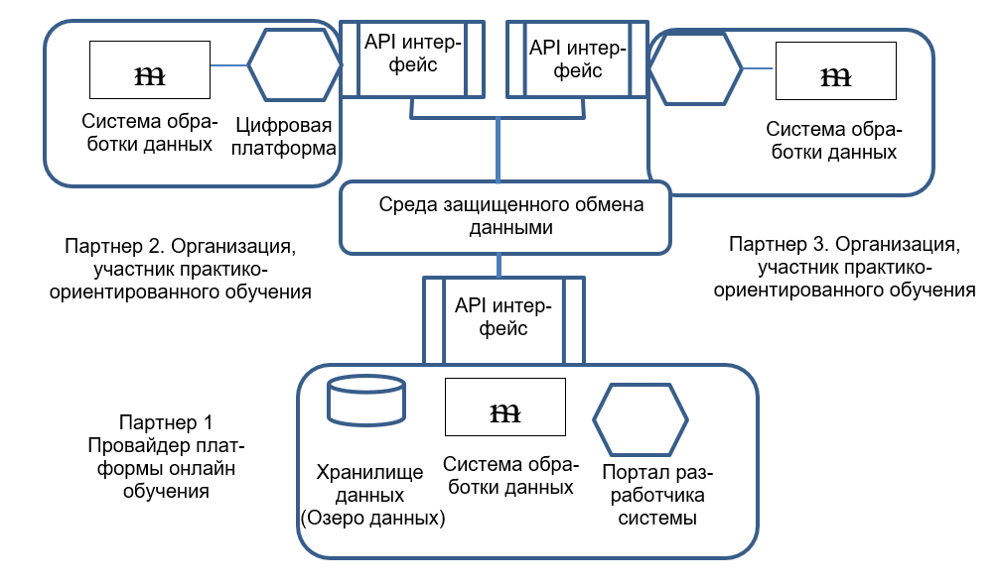 ₥
Система обра-
ботки данных
Цифровая
платформа
API интер-
фейс
API интер-
фейс
₥
Система обра-
ботки данных
Среда защищенного обмена
данными
Партнер 2. Организация,
участник практико-
ориентированного обучения
Партнер 3. Организация,
участник практико-
ориентированного обучения
API интер-
фейс
Партнер 1
Провайдер плат-
формы онлайн
обучения
Хранилище
данных
(Озеро данных)
₥
Система обра-
ботки данных
Портал раз-
работчика
системы